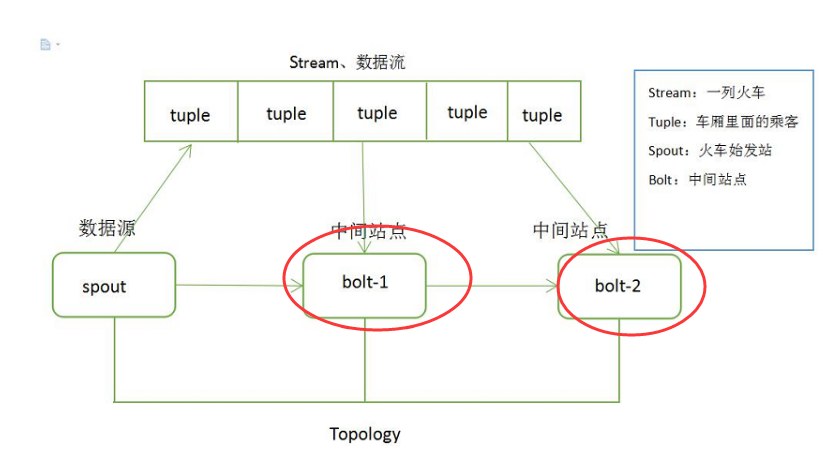 Stream、数据流
tuple
tuple
tuple
tuple
tuple
Stream：一列火车
Tuple：车厢里面的乘客
Spout：火车始发站
Bolt：中间站点
数据源
中间站点
中间站点
spout
bolt-1
bolt-2
Topology